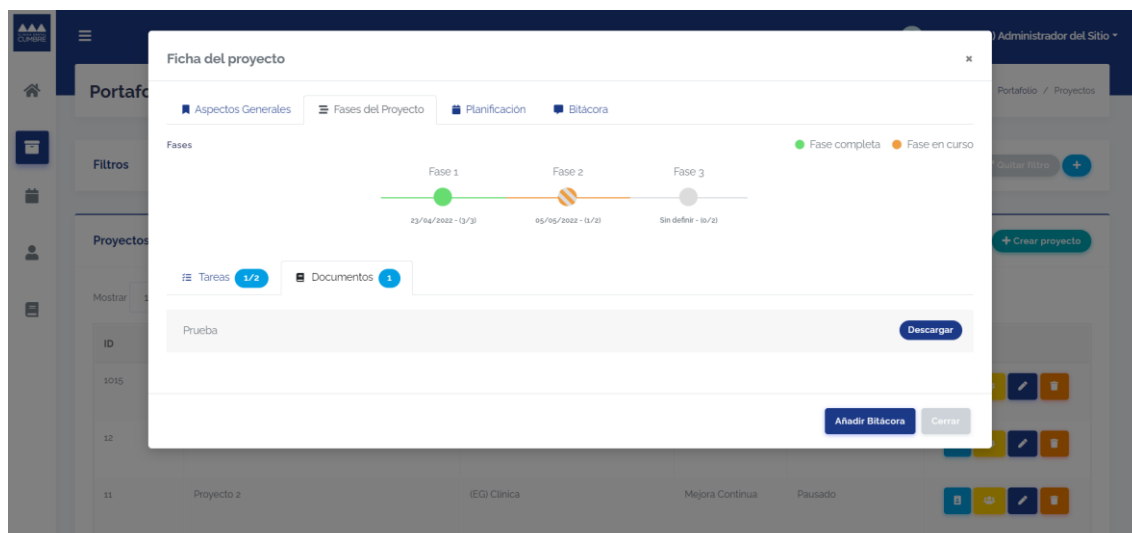 CUMBRE
) Administrador del Sitio
Ficha del proyecto
×
Portafo
Portafolio / Proyectos
Aspectos Generales
Fases del Proyecto
Planificación
Bitácora
Fases
Fase completa
Fase en curso
Filtros
Quitar filtro
+
Fase 1
Fase 2
Fase 3
23/04/2022 - (3/3)
05/05/2022 - (1/2)
Sin definir - (0/2)
Proyectos
+ Crear proyecto
Tareas 1/2
Documentos 1
Mostrar 1
Prueba
Descargar
ID
1015
Añadir Bitácora
Cerrar
12
11
Proyecto 2
(EG) Clínica
Mejora Continua
Pausado